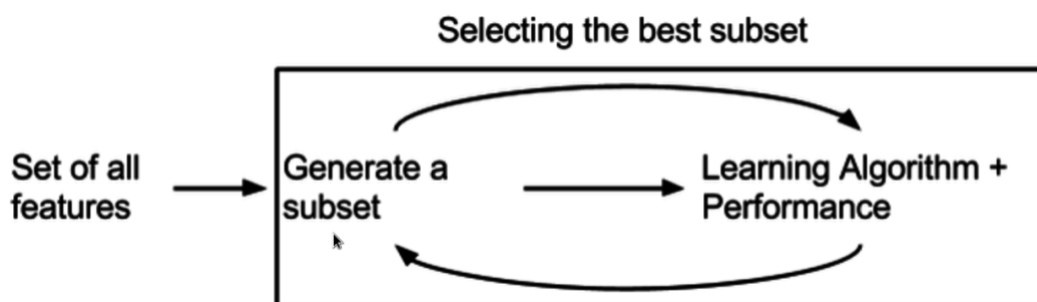 Selecting the best subset
Set of all
features
Generate a
subset
Learning Algorithm +
Performance